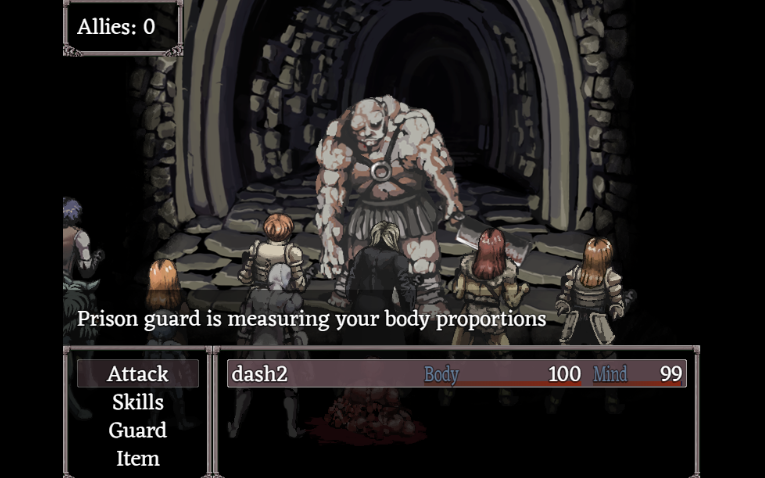 Allies: 0
Prison guard is measuring your body proportions
Attack
Skills
Guard
Item
dash2 Body 100 Mind 99